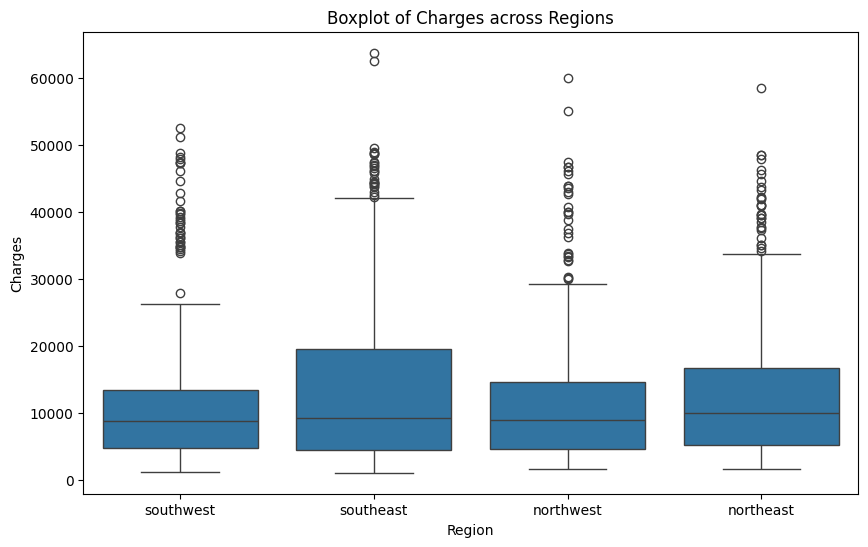 Boxplot of Charges across Regions
Charges
60000
50000
40000
30000
20000
10000
0
southwest southeast northwest northeast
Region